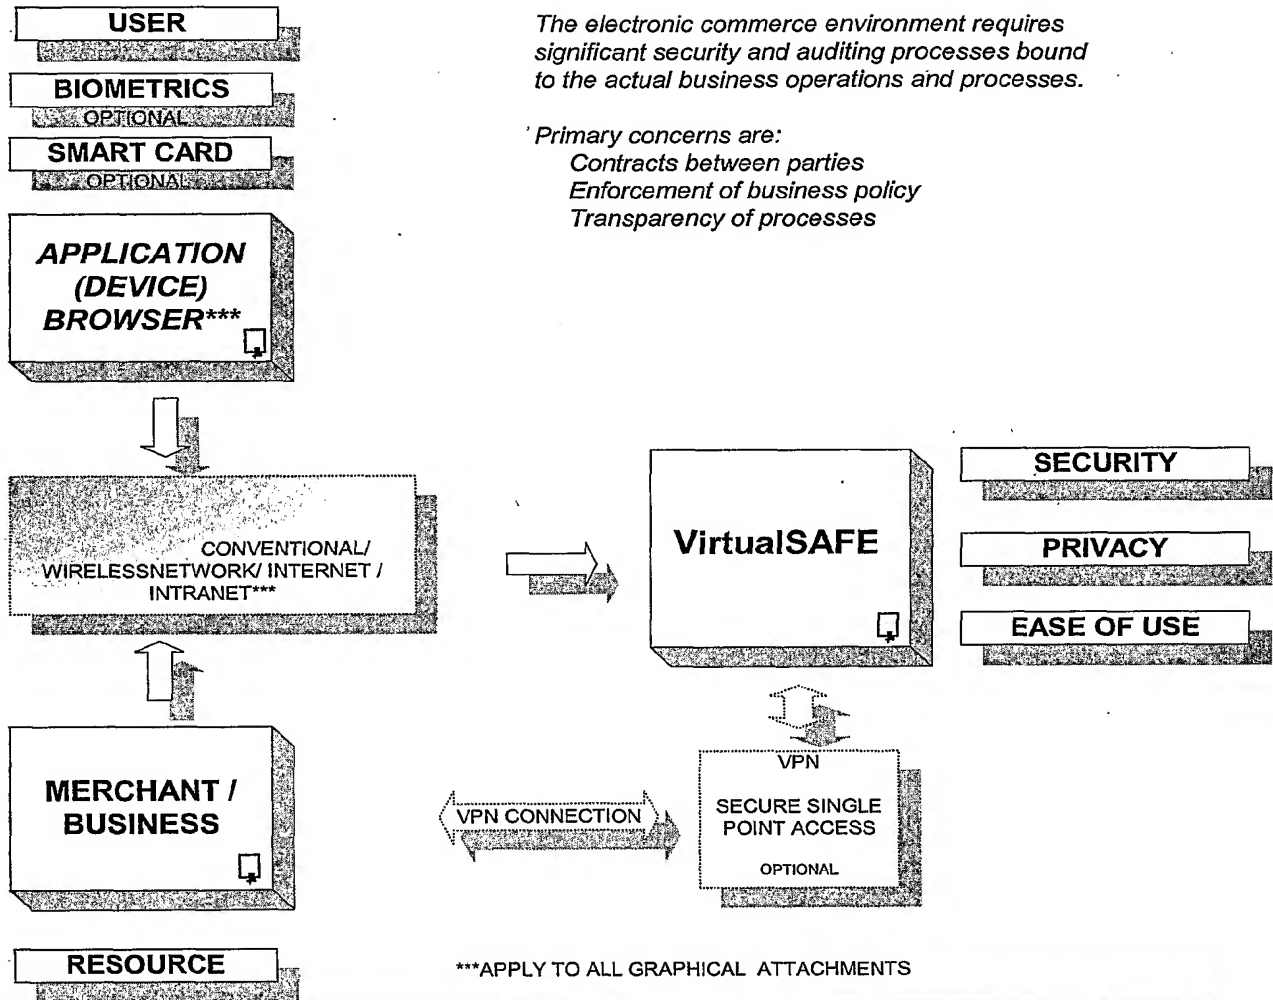 USER
BIOMETRICS
OPTIONAL
SMART CARD
OPTIONAL
APPLICATION
(DEVICE)
BROWSER***
The electronic commerce environment requires
significant security and auditing processes bound
to the actual business operations and processes.
Primary concerns are:
Contracts between parties
Enforcement of business policy
Transparency of processes
CONVENTIONAL/
WIRELESSNETWORK/ INTERNET /
INTRANET***
VirtualSAFE
SECURITY
PRIVACY
EASE OF USE
MERCHANT /
BUSINESS
VPN CONNECTION
VPN
SECURE SINGLE
POINT ACCESS
OPTIONAL
RESOURCE
***APPLY TO ALL GRAPHICAL ATTACHMENTS